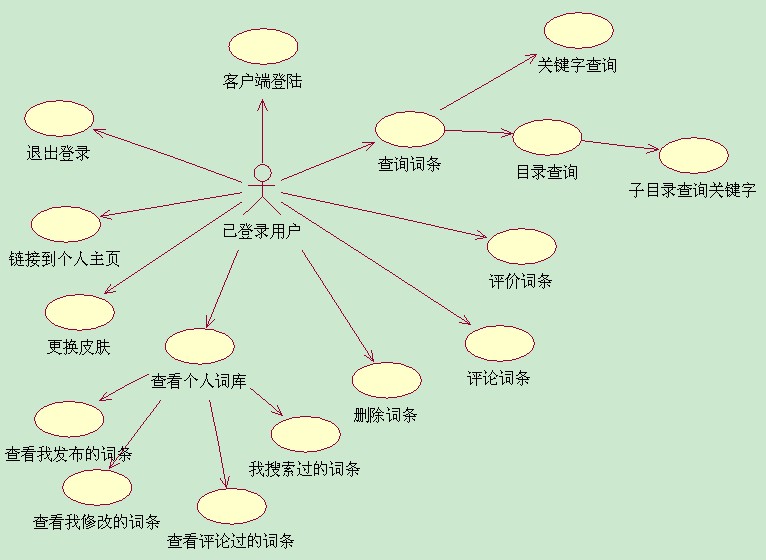 关键字查询
客户端登陆
退出登录
查询词条
目录查询
子目录查询关键字
已登录用户
链接到个人主页
评价词条
更换皮肤
查看个人词库
评论词条
删除词条
查看我发布的词条
我搜索过的词条
查看我修改的词条
查看评论过的词条